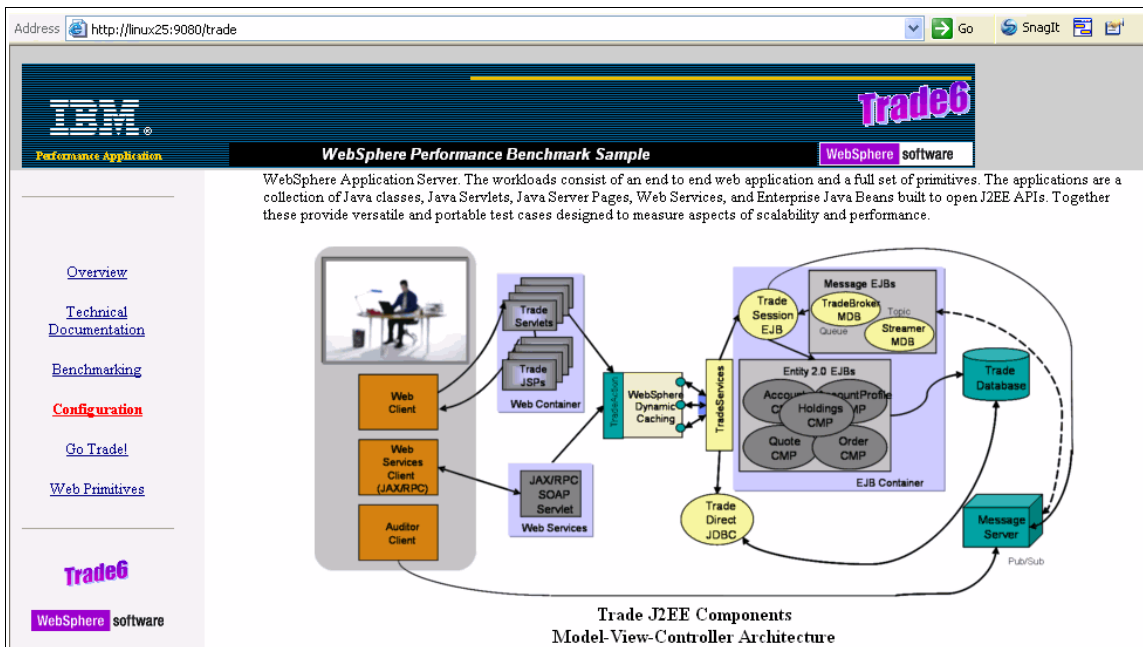 Address http://linux25:9080/trade Go SnagIt
IBM®
Trade6
Performance Application
WebSphere Performance Benchmark Sample
WebSphere software
WebSphere Application Server. The workloads consist of an end to end web application and a full set of primitives. The applications are a
collection of Java classes, Java Servlets, Java Server Pages, Web Services, and Enterprise Java Beans built to open J2EE APIs. Together
these provide versatile and portable test cases designed to measure aspects of scalability and performance.
Overview
Technical
Documentation
Benchmarking
Configuration
Go Trade!
Web Primitives
Trade6
WebSphere software
Web
Client
Web
Services
Client
(JAX/RPC)
Auditor
Client
Trade
Servlets
Trade
JSPs
Web Container
JAX/RPC
SOAP
Servlet
Web Services
TradeAction
WebSphere
Dynamic
Caching
TradeServices
Trade
Session
EJB
Message EJBs
TradeBroker
MDB
Queue
Topic
Streamer
MDB
Entity 2.0 EJBs
Account
AccountProfile
Holdings
CMP
Quote
CMP
Order
CMP
EJB Container
Trade
Direct
JDBC
Trade
Database
Message
Server
Pub/Sub
Trade J2EE Components
Model-View-Controller Architecture